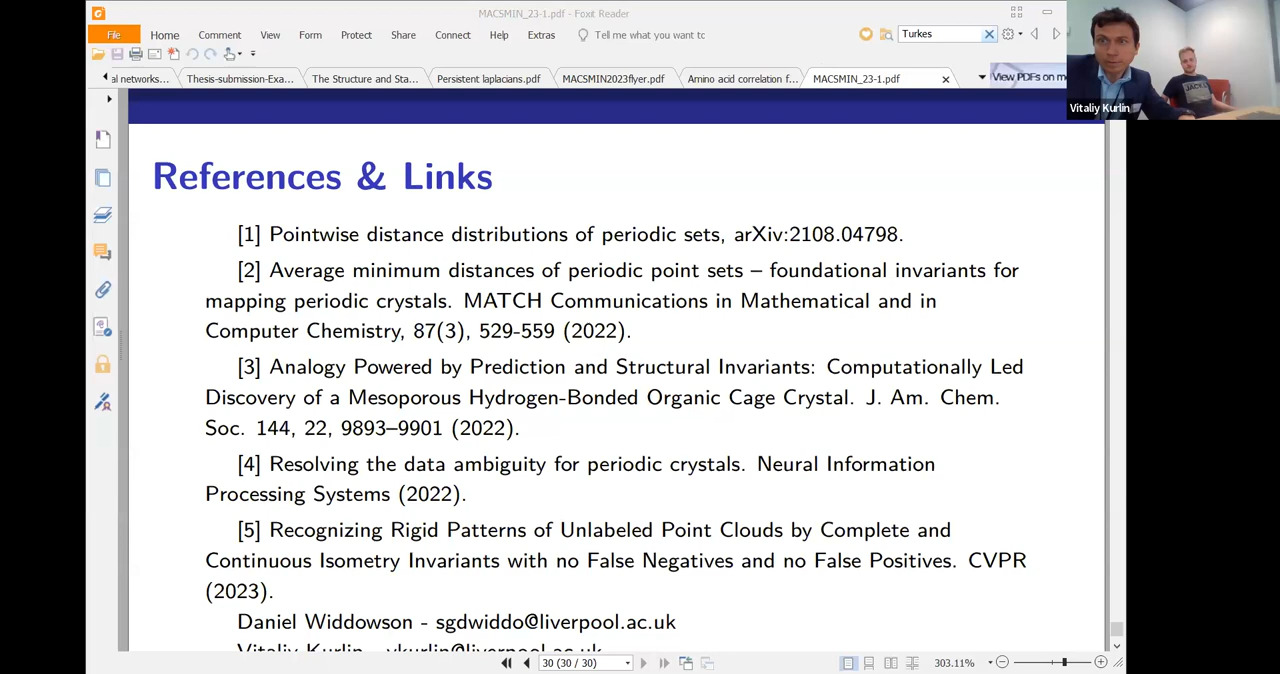 MACSMIN_23-1.pdf - Foxit Reader
File Home Comment View Form Protect Share Connect Help Extras Tell me what you want tc Turkes
al networks... Thesis-submission-Exa... The Structure and Sta... Persistent laplacians.pdf MACSMIN2023flyer.pdf Amino acid correlation f... MACSMIN_23-1.pdf View PDFs on m
Vitaliy Kurlin
References & Links
[1] Pointwise distance distributions of periodic sets, arXiv:2108.04798.
[2] Average minimum distances of periodic point sets – foundational invariants for
mapping periodic crystals. MATCH Communications in Mathematical and in
Computer Chemistry, 87(3), 529-559 (2022).
[3] Analogy Powered by Prediction and Structural Invariants: Computationally Led
Discovery of a Mesoporous Hydrogen-Bonded Organic Cage Crystal. J. Am. Chem.
Soc. 144, 22, 9893–9901 (2022).
[4] Resolving the data ambiguity for periodic crystals. Neural Information
Processing Systems (2022).
[5] Recognizing Rigid Patterns of Unlabeled Point Clouds by Complete and
Continuous Isometry Invariants with no False Negatives and no False Positives. CVPR
(2023).
Daniel Widdowson - sgdwiddo@liverpool.ac.uk
Vitaliy Kurlin - vkurlin@liverpool.ac.uk
30 (30 / 30) 303.11%